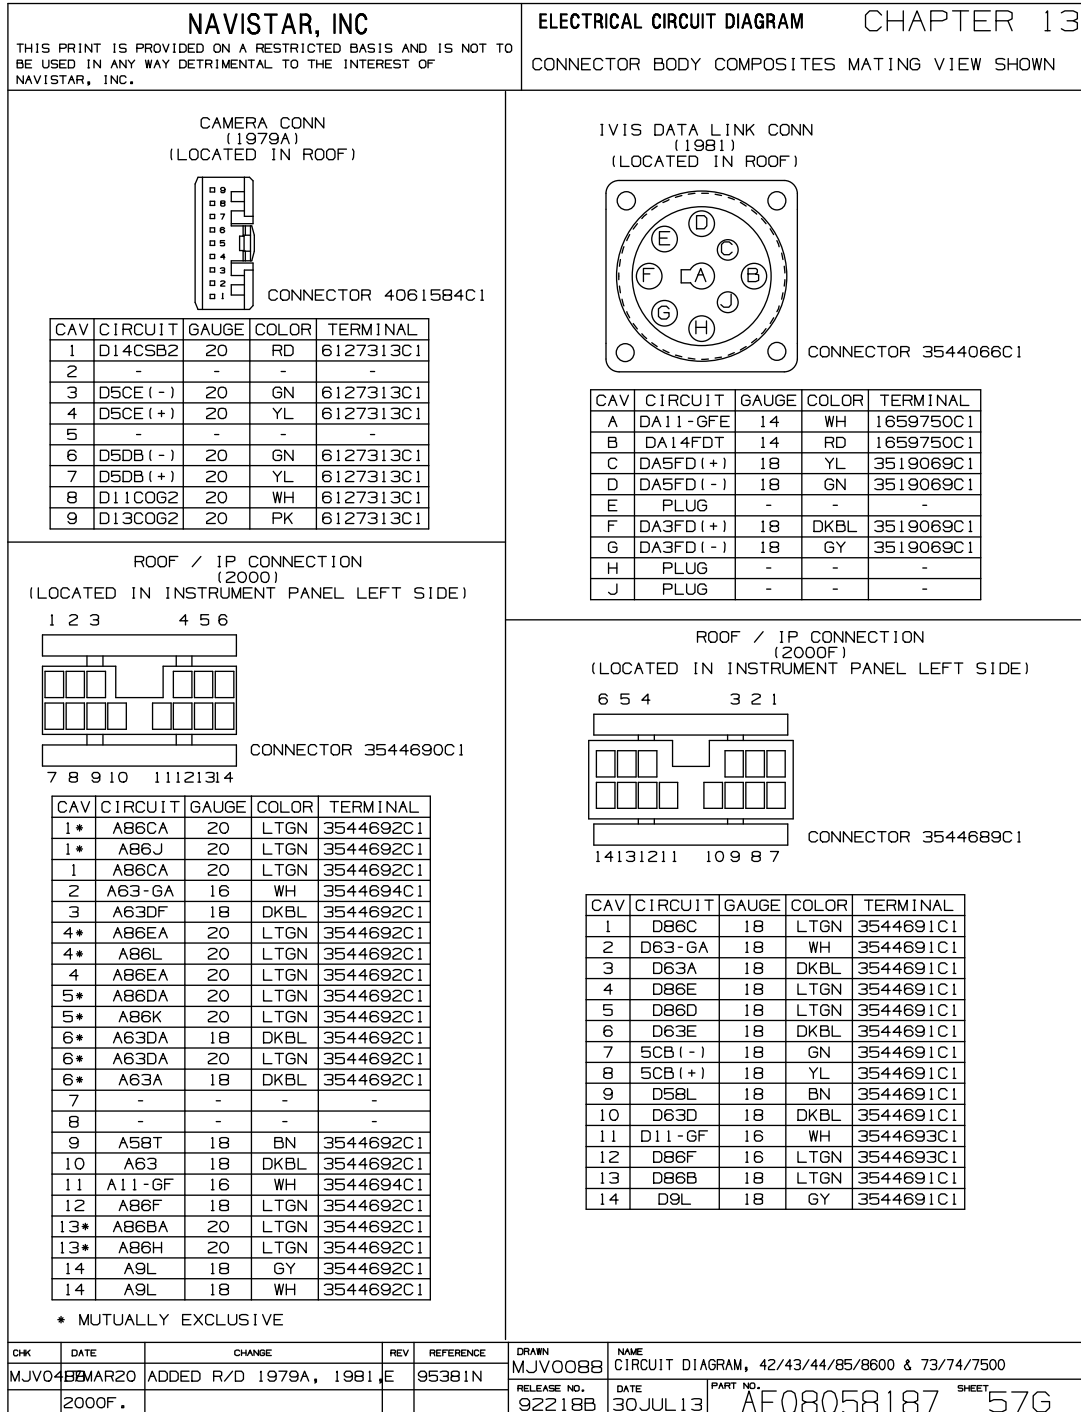 NAVISTAR, INC
THIS PRINT IS PROVIDED ON A RESTRICTED BASIS AND IS NOT TO
BE USED IN ANY WAY DETRIMENTAL TO THE INTEREST OF
NAVISTAR, INC.
ELECTRICAL CIRCUIT DIAGRAM CHAPTER 13
CONNECTOR BODY COMPOSITES MATING VIEW SHOWN
CAMERA CONN
(1979A)
(LOCATED IN ROOF)
9
8
7
6
5
4
3
2
1
CONNECTOR 4061584C1
CAV CIRCUIT GAUGE COLOR TERMINAL
1 D14CSB2 20 RD 6127313C1
2 - - - -
3 D5CE(-) 20 GN 6127313C1
4 D5CE(+) 20 YL 6127313C1
5 - - - -
6 D5DB(-) 20 GN 6127313C1
7 D5DB(+) 20 YL 6127313C1
8 D11COG2 20 WH 6127313C1
9 D13COG2 20 PK 6127313C1
IVIS DATA LINK CONN
(1981)
(LOCATED IN ROOF)
D
E C
F A B
G J
H
CONNECTOR 3544066C1
CAV CIRCUIT GAUGE COLOR TERMINAL
A DA11-GFE 14 WH 1659750C1
B DA14FDT 14 RD 1659750C1
C DA5FD(+) 18 YL 3519069C1
D DA5FD(-) 18 GN 3519069C1
E PLUG - - -
F DA3FD(+) 18 DKBL 3519069C1
G DA3FD(-) 18 GY 3519069C1
H PLUG - - -
J PLUG - - -
ROOF / IP CONNECTION
(2000)
(LOCATED IN INSTRUMENT PANEL LEFT SIDE)
1 2 3 4 5 6
CONNECTOR 3544690C1
7 8 9 10 11 12 13 14
CAV CIRCUIT GAUGE COLOR TERMINAL
1* A86CA 20 LTGN 3544692C1
1* A86J 20 LTGN 3544692C1
1 A86CA 20 LTGN 3544692C1
2 A63-GA 16 WH 3544694C1
3 A63DF 18 DKBL 3544692C1
4* A86EA 20 LTGN 3544692C1
4* A86L 20 LTGN 3544692C1
4 A86EA 20 LTGN 3544692C1
5* A86DA 20 LTGN 3544692C1
5* A86K 20 LTGN 3544692C1
6* A63DA 18 DKBL 3544692C1
6* A63DA 20 LTGN 3544692C1
6* A63A 18 DKBL 3544692C1
7 - - - -
8 - - - -
9 A58T 18 BN 3544692C1
10 A63 18 DKBL 3544692C1
11 A11-GF 16 WH 3544694C1
12 A86F 18 LTGN 3544692C1
13* A86BA 20 LTGN 3544692C1
13* A86H 20 LTGN 3544692C1
14 A9L 18 GY 3544692C1
14 A9L 18 WH 3544692C1
* MUTUALLY EXCLUSIVE
ROOF / IP CONNECTION
(2000F)
(LOCATED IN INSTRUMENT PANEL LEFT SIDE)
6 5 4 3 2 1
CONNECTOR 3544689C1
14 13 12 11 10 9 8 7
CAV CIRCUIT GAUGE COLOR TERMINAL
1 D86C 18 LTGN 3544691C1
2 D63-GA 18 WH 3544691C1
3 D63A 18 DKBL 3544691C1
4 D86E 18 LTGN 3544691C1
5 D86D 18 LTGN 3544691C1
6 D63E 18 DKBL 3544691C1
7 5CB(-) 18 GN 3544691C1
8 5CB(+) 18 YL 3544691C1
9 D58L 18 BN 3544691C1
10 D63D 18 DKBL 3544691C1
11 D11-GF 16 WH 3544693C1
12 D86F 16 LTGN 3544693C1
13 D86B 18 LTGN 3544691C1
14 D9L 18 GY 3544691C1
CHK DATE CHANGE REV REFERENCE
ADDED R/D 1979A, 1981, E 95381N
2000F.
DRAWN NAME
MJV0088 CIRCUIT DIAGRAM, 42/43/44/85/8600 & 73/74/7500
RELEASE NO. DATE PART NO. SHEET
92218B 30JUL13 AE08058187 57G